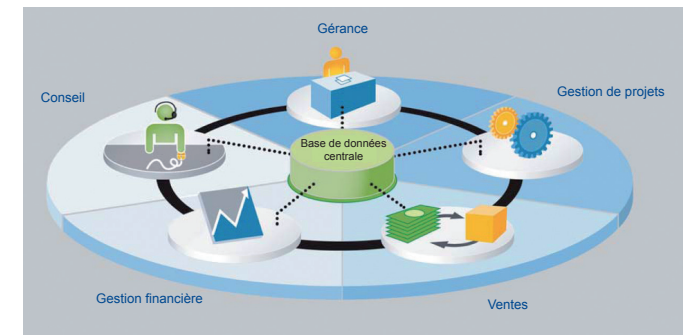 Gérance
Conseil
Gestion de projets
Base de données
centrale
Gestion financière
Ventes